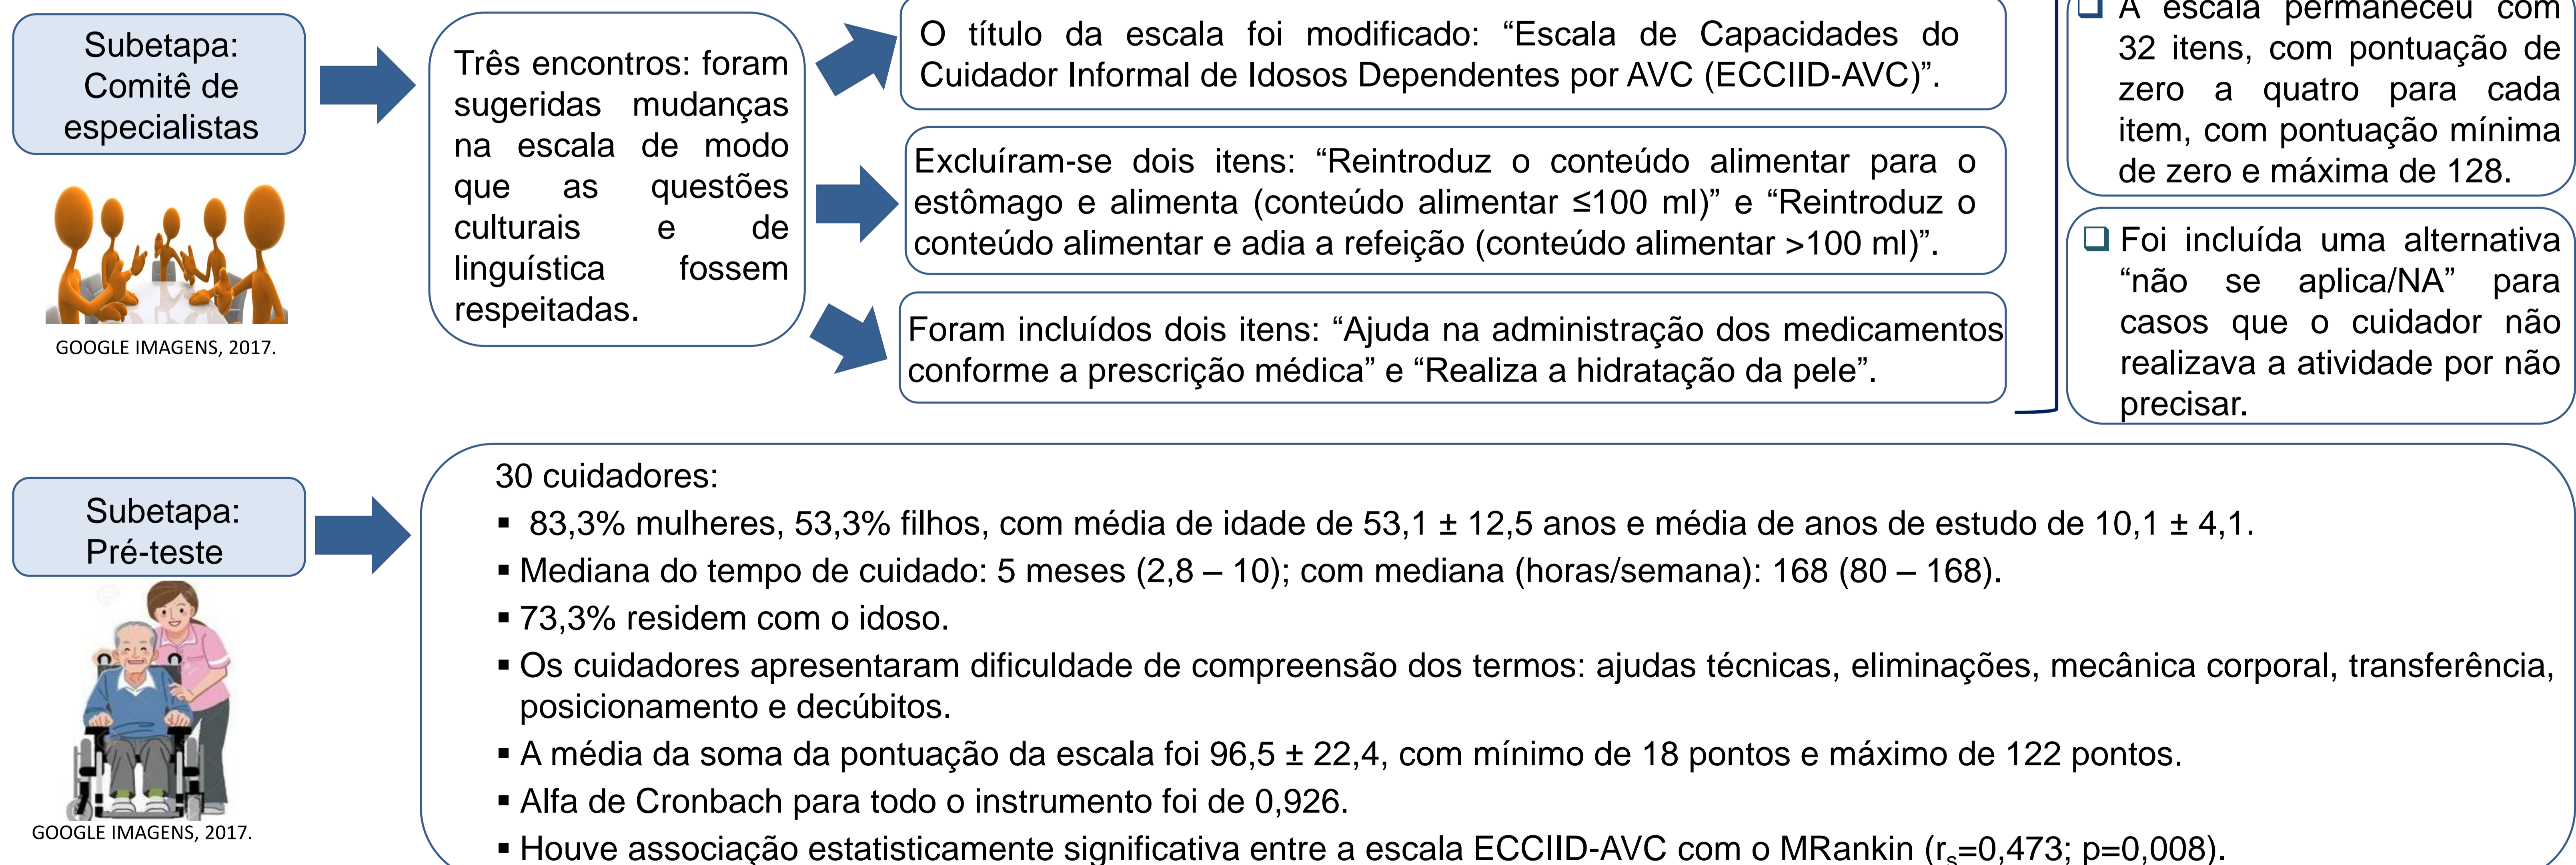 Subetapa:
Comitê de
especialistas
GOOGLE IMAGENS, 2017.
Três encontros: foram
sugeridas mudanças
na escala de modo
que as questões
culturais e de
linguística fossem
respeitadas.
O título da escala foi modificado: “Escala de Capacidades do
Cuidador Informal de Idosos Dependentes por AVC (ECCIID-AVC)”.
Excluíram-se dois itens: “Reintroduz o conteúdo alimentar para o
estômago e alimenta (conteúdo alimentar ≤100 ml)” e “Reintroduz o
conteúdo alimentar e adia a refeição (conteúdo alimentar >100 ml)”.
Foram incluídos dois itens: “Ajuda na administração dos medicamentos
conforme a prescrição médica” e “Realiza a hidratação da pele”.
❑ A escala permaneceu com
32 itens, com pontuação de
zero a quatro para cada
item, com pontuação mínima
de zero e máxima de 128.
❑ Foi incluída uma alternativa
“não se aplica/NA” para
casos que o cuidador não
realizava a atividade por não
precisar.
Subetapa:
Pré-teste
GOOGLE IMAGENS, 2017.
30 cuidadores:
▪ 83,3% mulheres, 53,3% filhos, com média de idade de 53,1 ± 12,5 anos e média de anos de estudo de 10,1 ± 4,1.
▪ Mediana do tempo de cuidado: 5 meses (2,8 – 10); com mediana (horas/semana): 168 (80 – 168).
▪ 73,3% residem com o idoso.
▪ Os cuidadores apresentaram dificuldade de compreensão dos termos: ajudas técnicas, eliminações, mecânica corporal, transferência,
posicionamento e decúbitos.
▪ A média da soma da pontuação da escala foi 96,5 ± 22,4, com mínimo de 18 pontos e máximo de 122 pontos.
▪ Alfa de Cronbach para todo o instrumento foi de 0,926.
▪ Houve associação estatisticamente significativa entre a escala ECCIID-AVC com o MRankin (rₛ=0,473; p=0,008).